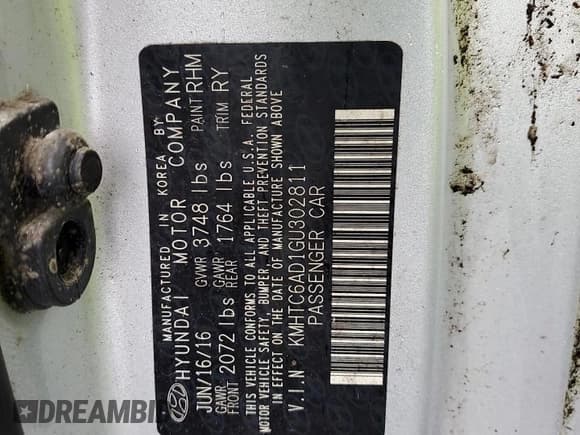 MANUFACTURED IN KOREA BY
HYUNDAI MOTOR COMPANY
JUN/16/16 GVWR 3748 lbs PAINT RHM
GAWR FRONT 2072 lbs GAWR REAR 1764 lbs TRIM RY
THIS VEHICLE CONFORMS TO ALL APPLICABLE U.S.A. FEDERAL
MOTOR VEHICLE SAFETY, BUMPER, AND THEFT PREVENTION STANDARDS
IN EFFECT ON THE DATE OF MANUFACTURE SHOWN ABOVE
V.I.N: KMHTC6AD1GU302811
PASSENGER CAR
DREAMBID